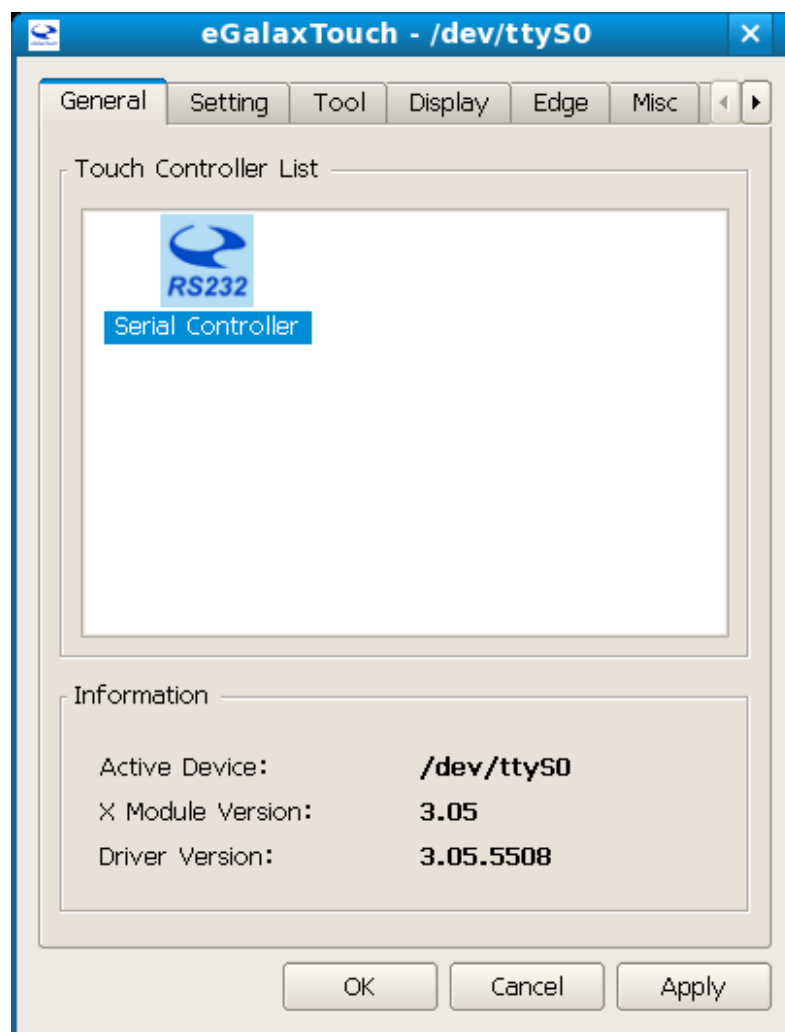 eGalaxTouch - /dev/ttyS0
General Setting Tool Display Edge Misc
Touch Controller List
RS232
Serial Controller
Information
Active Device: /dev/ttyS0
X Module Version: 3.05
Driver Version: 3.05.5508
OK Cancel Apply